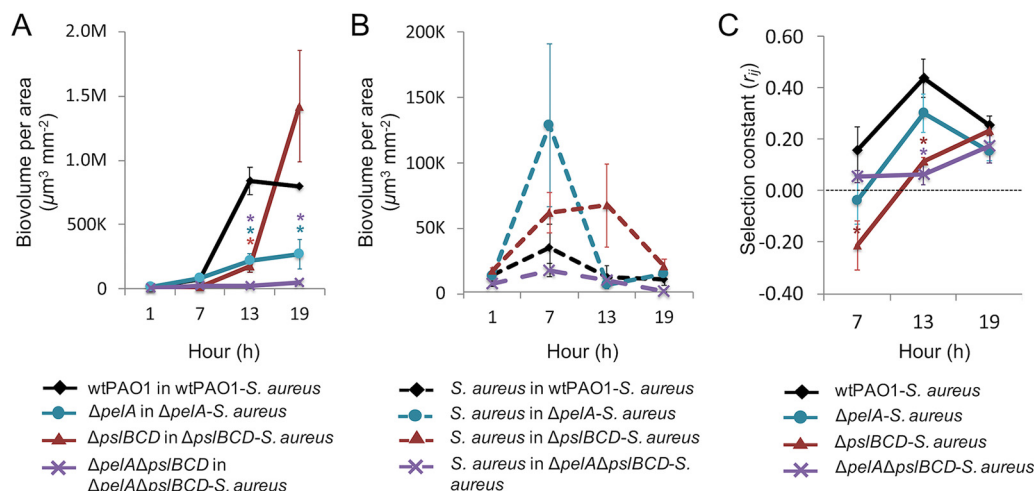 A
Biovolume per area
(µm³ mm⁻²)
2.0M
1.5M
1.0M
500K
0
*
*
*
*
*
1
7
13
19
Hour (h)
wtPAO1 in wtPAO1-S. aureus
ΔpelA in ΔpelA-S. aureus
ΔpslBCD in ΔpslBCD-S. aureus
ΔpelAΔpslBCD in
ΔpelAΔpslBCD-S. aureus
B
Biovolume per area
(µm³ mm⁻²)
200K
150K
100K
50K
0
1
7
13
19
Hour (h)
S. aureus in wtPAO1-S. aureus
S. aureus in ΔpelA-S. aureus
S. aureus in ΔpslBCD-S. aureus
S. aureus in ΔpelAΔpslBCD-S.
aureus
C
Selection constant (rij)
0.60
0.40
0.20
0.00
-0.20
-0.40
*
*
*
7
13
19
Hour (h)
wtPAO1-S. aureus
ΔpelA-S. aureus
ΔpslBCD-S. aureus
ΔpelAΔpslBCD-S. aureus